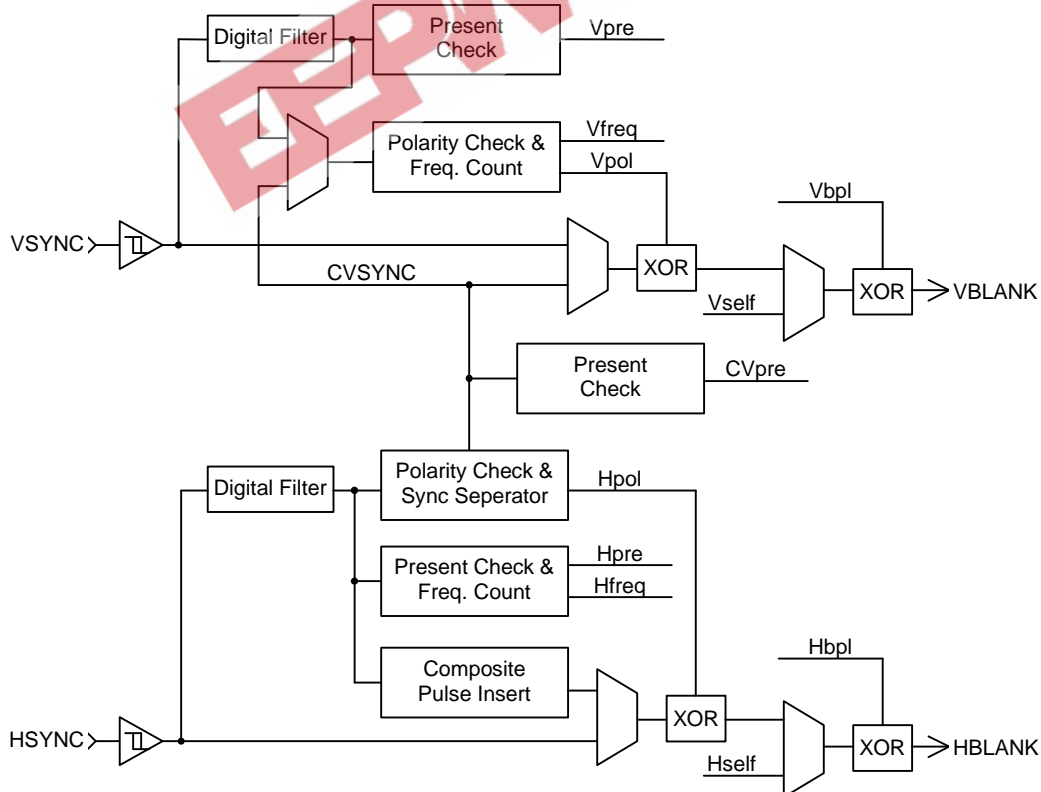 Digital Filter
Present
Check
Vpre
Polarity Check &
Freq. Count
Vfreq
Vpol
Vbpl
VSYNC
XOR
XOR
VBLANK
CVSYNC
Vself
Present
Check
CVpre
Digital Filter
Polarity Check &
Sync Seperator
Hpol
Present Check &
Freq. Count
Hpre
Hfreq
Composite
Pulse Insert
Hbpl
HSYNC
XOR
XOR
HBLANK
Hself